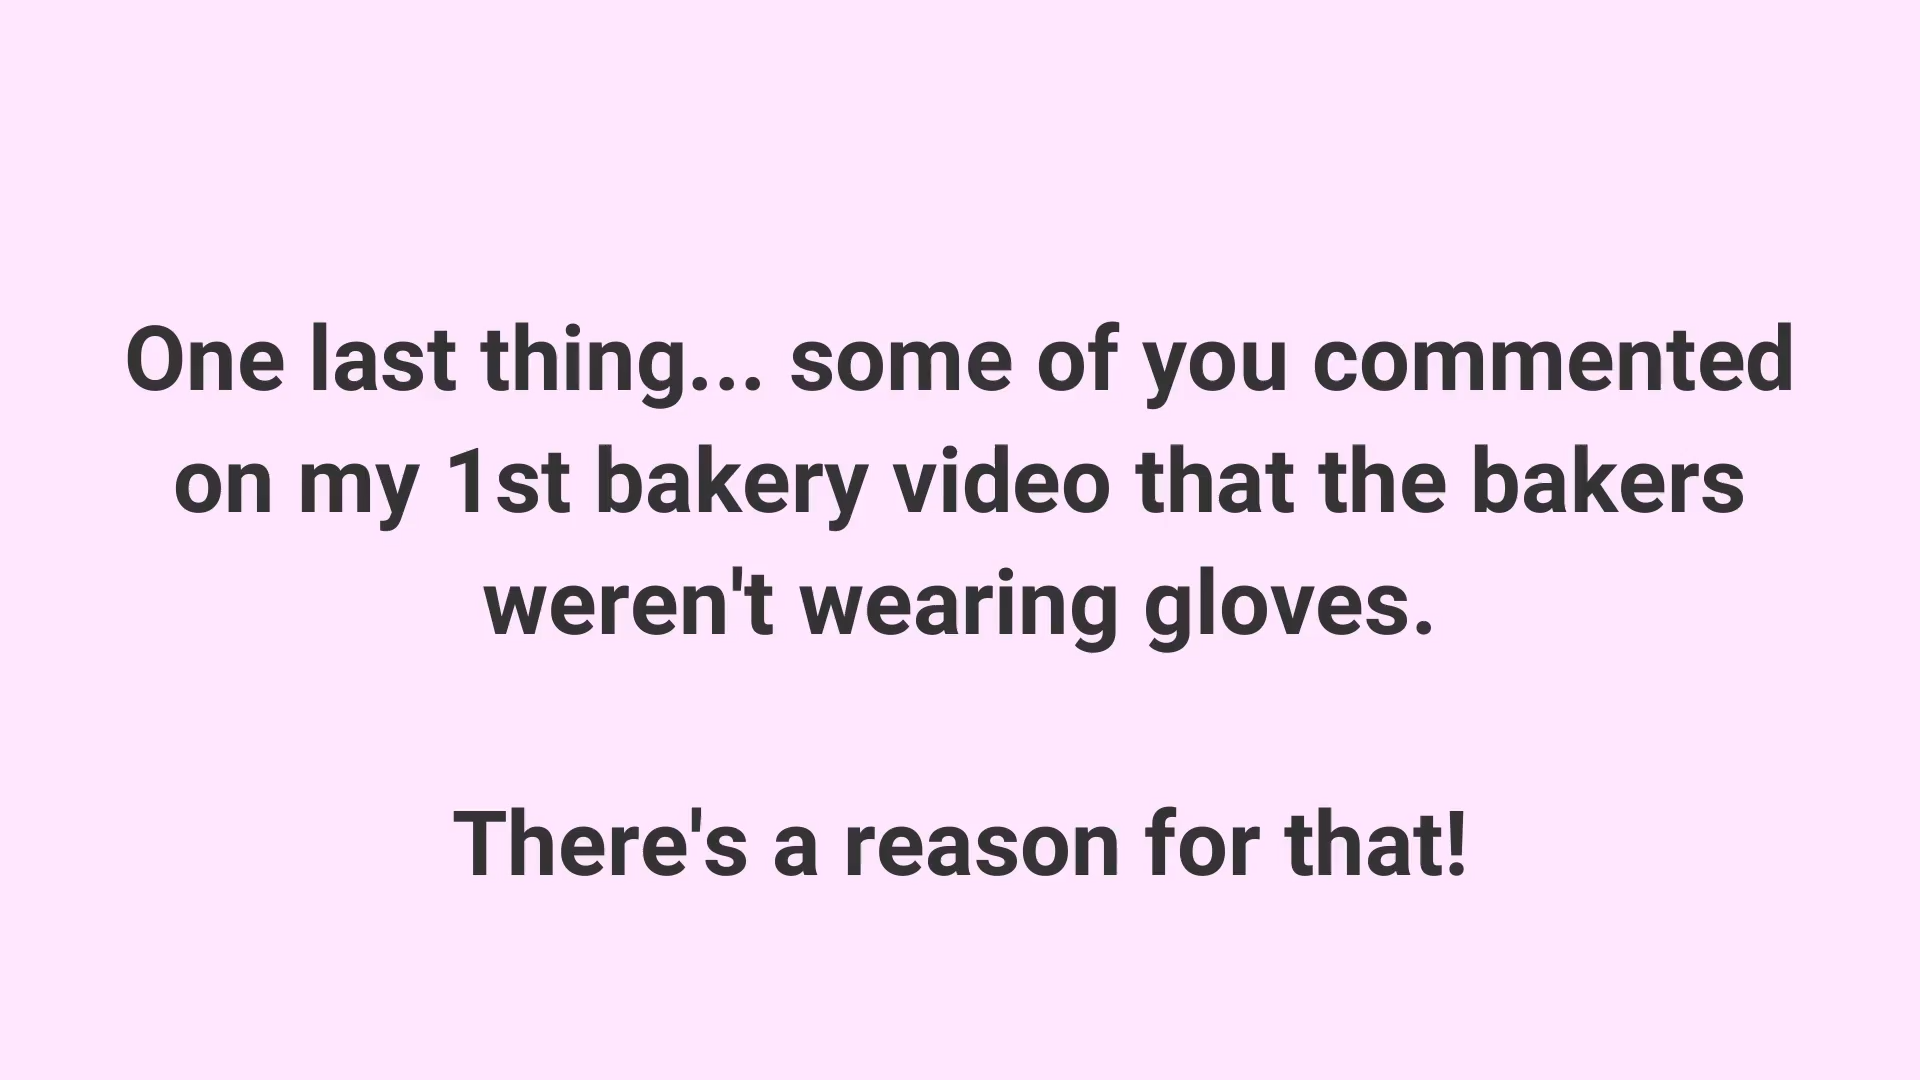 One last thing... some of you commented
on my 1st bakery video that the bakers
weren't wearing gloves.
There's a reason for that!